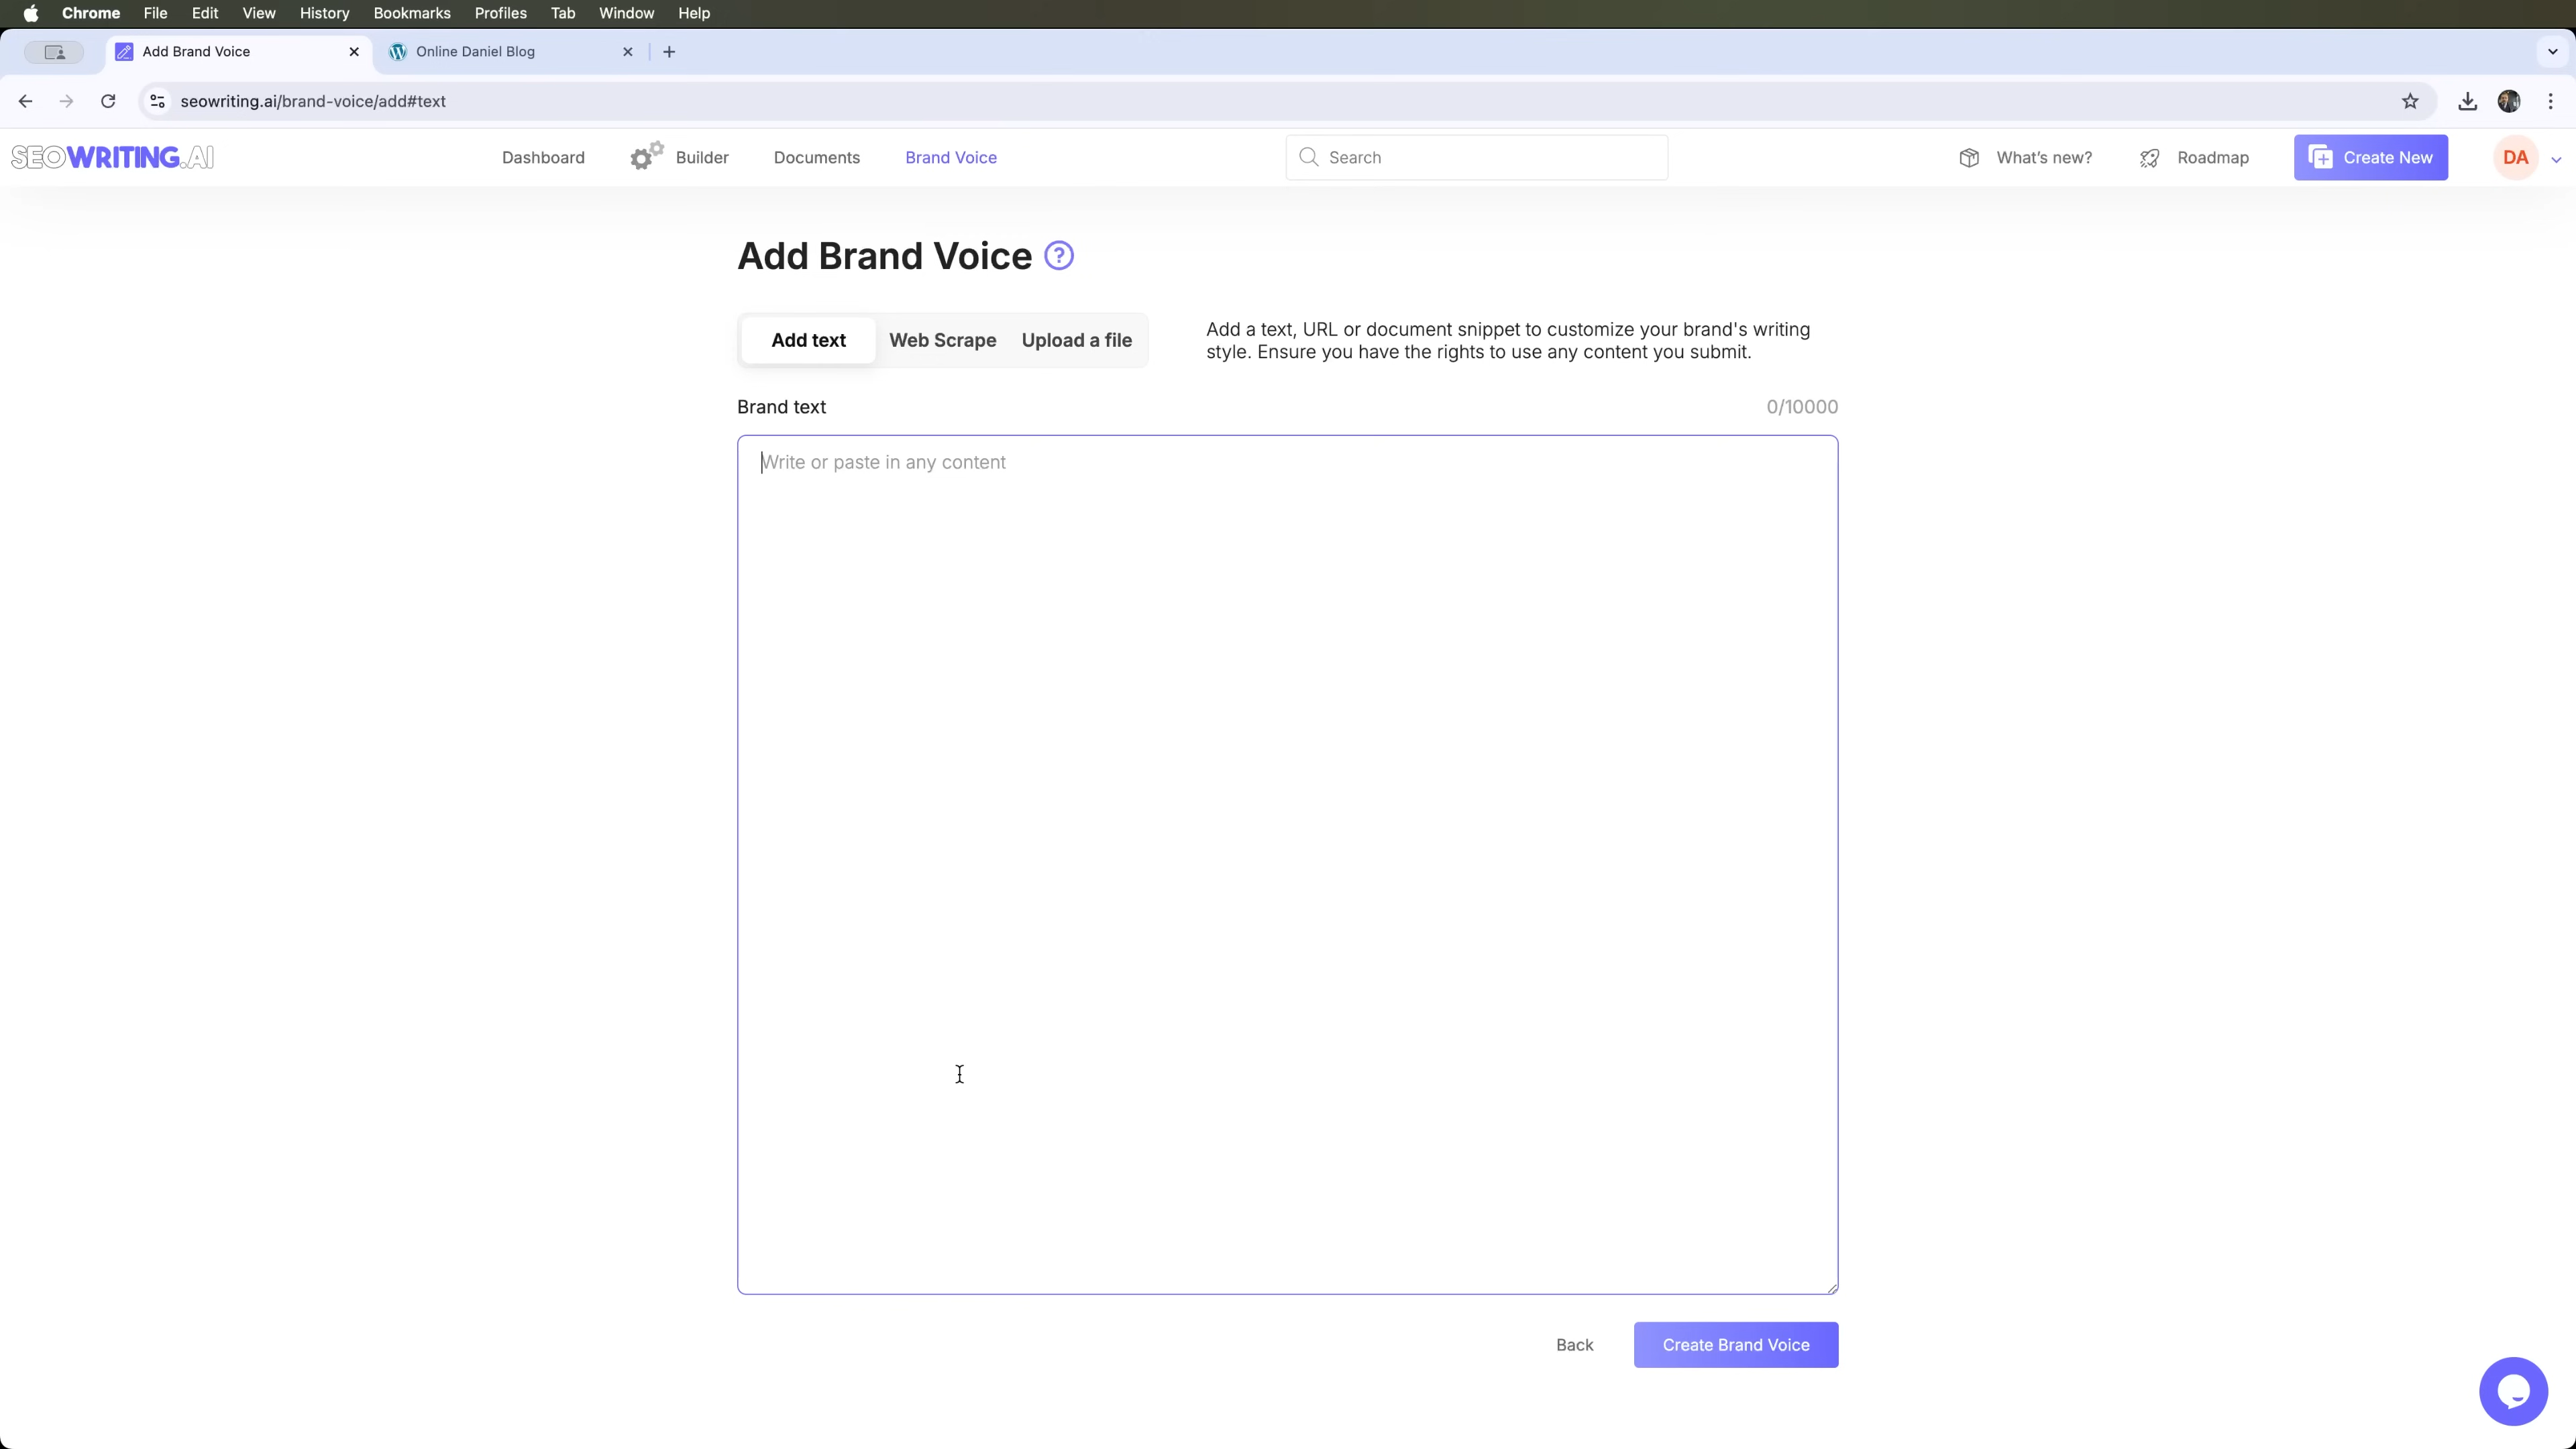 Chrome File Edit View History Bookmarks Profiles Tab Window Help
Add Brand Voice
Online Daniel Blog
seowriting.ai/brand-voice/add#text
SEOWRITING.AI
Dashboard
Builder
Documents
Brand Voice
Search
What's new?
Roadmap
Create New
DA
Add Brand Voice ?
Add text
Web Scrape
Upload a file
Add a text, URL or document snippet to customize your brand's writing
style. Ensure you have the rights to use any content you submit.
Brand text
0/10000
Write or paste in any content
Back
Create Brand Voice